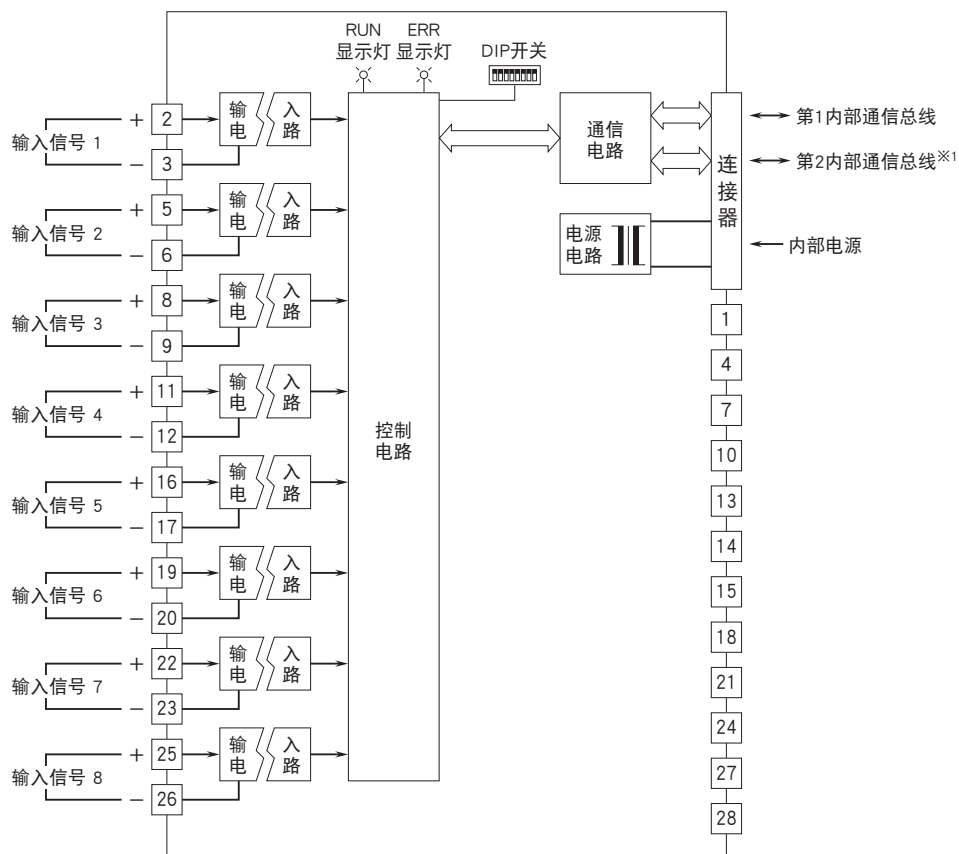 RUN
显示灯
ERR
显示灯
DIP开关
输入信号 1
+ 2
− 3
输 入
电 路
输入信号 2
+ 5
− 6
输 入
电 路
输入信号 3
+ 8
− 9
输 入
电 路
输入信号 4
+ 11
− 12
输 入
电 路
输入信号 5
+ 16
− 17
输 入
电 路
输入信号 6
+ 19
− 20
输 入
电 路
输入信号 7
+ 22
− 23
输 入
电 路
输入信号 8
+ 25
− 26
输 入
电 路
控制
电路
通信
电路
电源
电路
连
接
器
第1内部通信总线
第2内部通信总线※1
内部电源
1
4
7
10
13
14
15
18
21
24
27
28